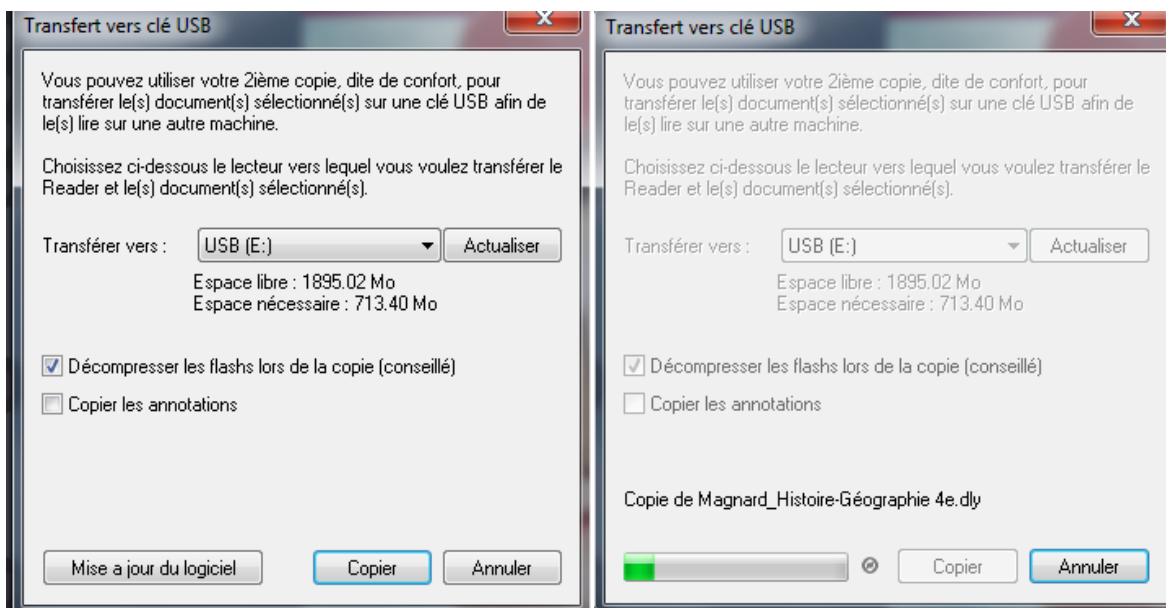 Transfert vers clé USB
X
Vous pouvez utiliser votre 2ième copie, dite de confort, pour
transférer le(s) document(s) sélectionné(s) sur une clé USB afin de
le(s) lire sur une autre machine.
Choisissez ci-dessous le lecteur vers lequel vous voulez transférer le
Reader et le(s) document(s) sélectionné(s).
Transférer vers : USB (E:) Actualiser
Espace libre : 1895.02 Mo
Espace nécessaire : 713.40 Mo
Décompresser les flashs lors de la copie (conseillé)
Copier les annotations
Mise a jour du logiciel Copier Annuler
Transfert vers clé USB
X
Vous pouvez utiliser votre 2ième copie, dite de confort, pour
transférer le(s) document(s) sélectionné(s) sur une clé USB afin de
le(s) lire sur une autre machine.
Choisissez ci-dessous le lecteur vers lequel vous voulez transférer le
Reader et le(s) document(s) sélectionné(s).
Transférer vers : USB (E:) Actualiser
Espace libre : 1895.02 Mo
Espace nécessaire : 713.40 Mo
Décompresser les flashs lors de la copie (conseillé)
Copier les annotations
Copie de Magnard_Histoire-Géographie 4e.dly
Copier Annuler